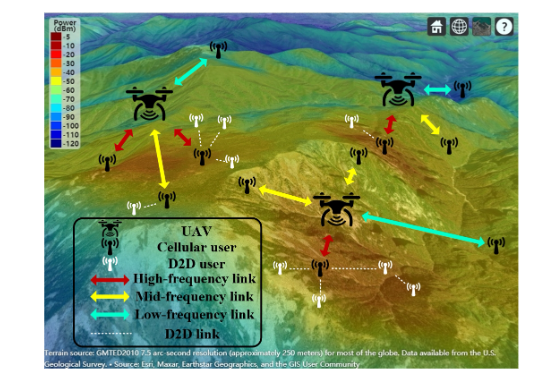 Power
(dBm)
-5
-10
-20
-30
-40
-50
-60
-70
-80
-90
-100
-110
-120
?
UAV
Cellular user
D2D user
High-frequency link
Mid-frequency link
Low-frequency link
D2D link
Terrain source: GMTED2010 7.5 arc-second resolution (approximately 250 meters) for most of the globe. Data available from the U.S.
Geological Survey. • Source: Esri, Maxar, Earthstar Geographics, and the GIS User Community